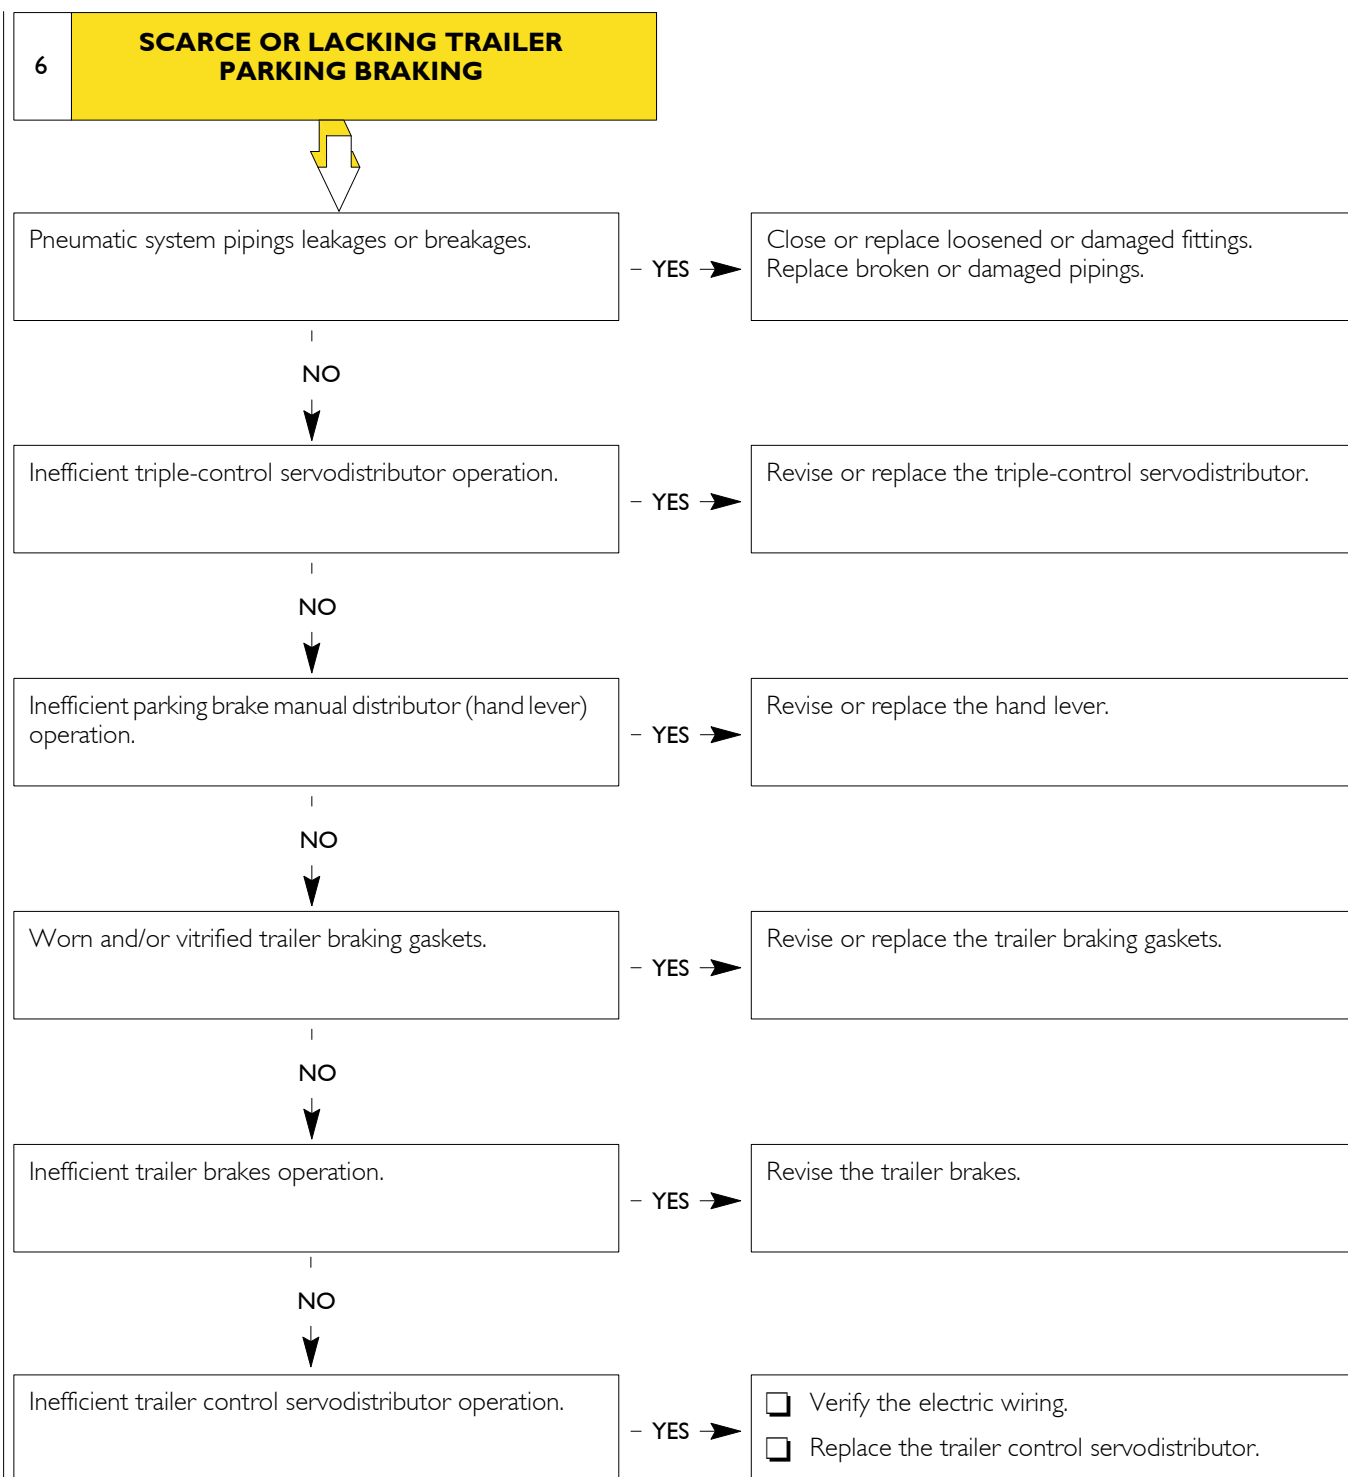 6
SCARCE OR LACKING TRAILER
PARKING BRAKING
Pneumatic system pipings leakages or breakages.
YES
Close or replace loosened or damaged fittings.
Replace broken or damaged pipings.
NO
Inefficient triple-control servodistributor operation.
YES
Revise or replace the triple-control servodistributor.
NO
Inefficient parking brake manual distributor (hand lever)
operation.
YES
Revise or replace the hand lever.
NO
Worn and/or vitrified trailer braking gaskets.
YES
Revise or replace the trailer braking gaskets.
NO
Inefficient trailer brakes operation.
YES
Revise the trailer brakes.
NO
Inefficient trailer control servodistributor operation.
YES
Verify the electric wiring.
Replace the trailer control servodistributor.